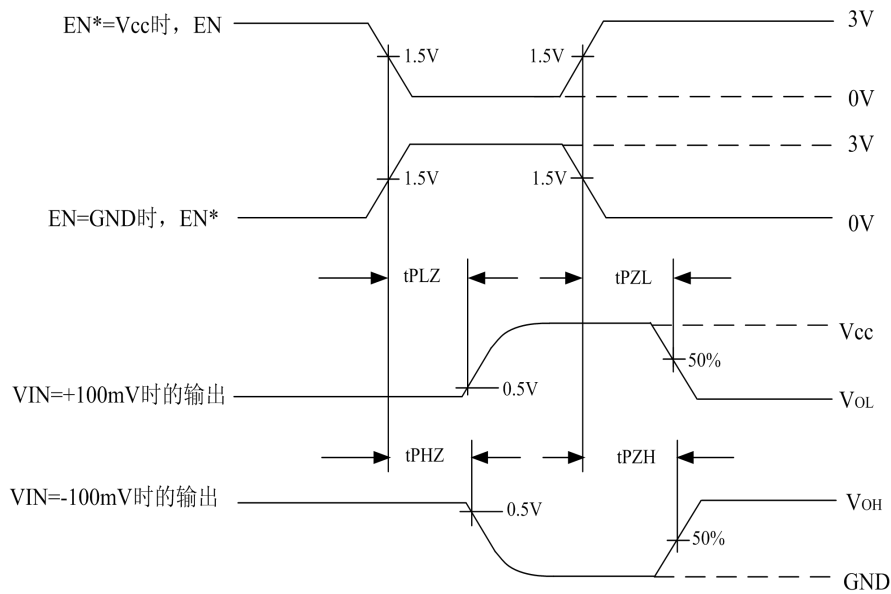 EN*=Vcc时，EN
3V
1.5V
1.5V
0V
3V
1.5V
1.5V
EN=GND时，EN*
0V
tPLZ
tPZL
Vcc
50%
VIN=+100mV时的输出
0.5V
VOL
tPHZ
tPZH
VIN=-100mV时的输出
0.5V
VOH
50%
GND